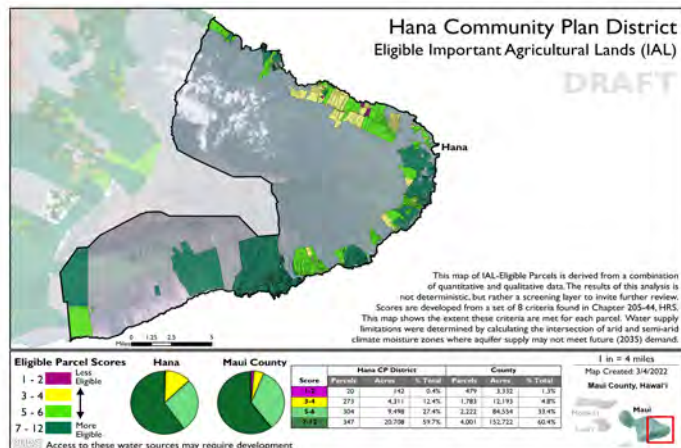 Hana Community Plan District
Eligible Important Agricultural Lands (IAL)
DRAFT
Hana
This map of IAL-Eligible Parcels is derived from a combination
of quantitative and qualitative data. The results of this analysis is
not deterministic, but rather a screening layer to invite further review.
Scores are developed from a set of 8 criteria found in Chapter 205-44, HRS.
This map shows the extent these criteria are met for each parcel. Water supply
limitations were determined by calculating the intersection of arid and semi-arid
climate moisture zones where aquifer supply may not meet future (2035) demand.
0 1.25 2.5 5
Miles
Eligible Parcel Scores
1 - 2 Less Eligible
3 - 4
5 - 6
7 - 12 More Eligible
Hana
Maui County
Hana CP District County
Score Parcels Acres % Total Parcels Acres % Total
1-2 20 142 0.4% 479 3,332 1.3%
3-4 273 4,311 12.4% 1,783 12,193 4.8%
5-6 304 9,498 27.4% 2,222 84,554 33.4%
7-12 347 20,708 59.7% 4,001 152,722 60.4%
1 in = 4 miles
Map Created: 3/4/2022
Maui County, Hawai'i
Maui
Access to these water sources may require development